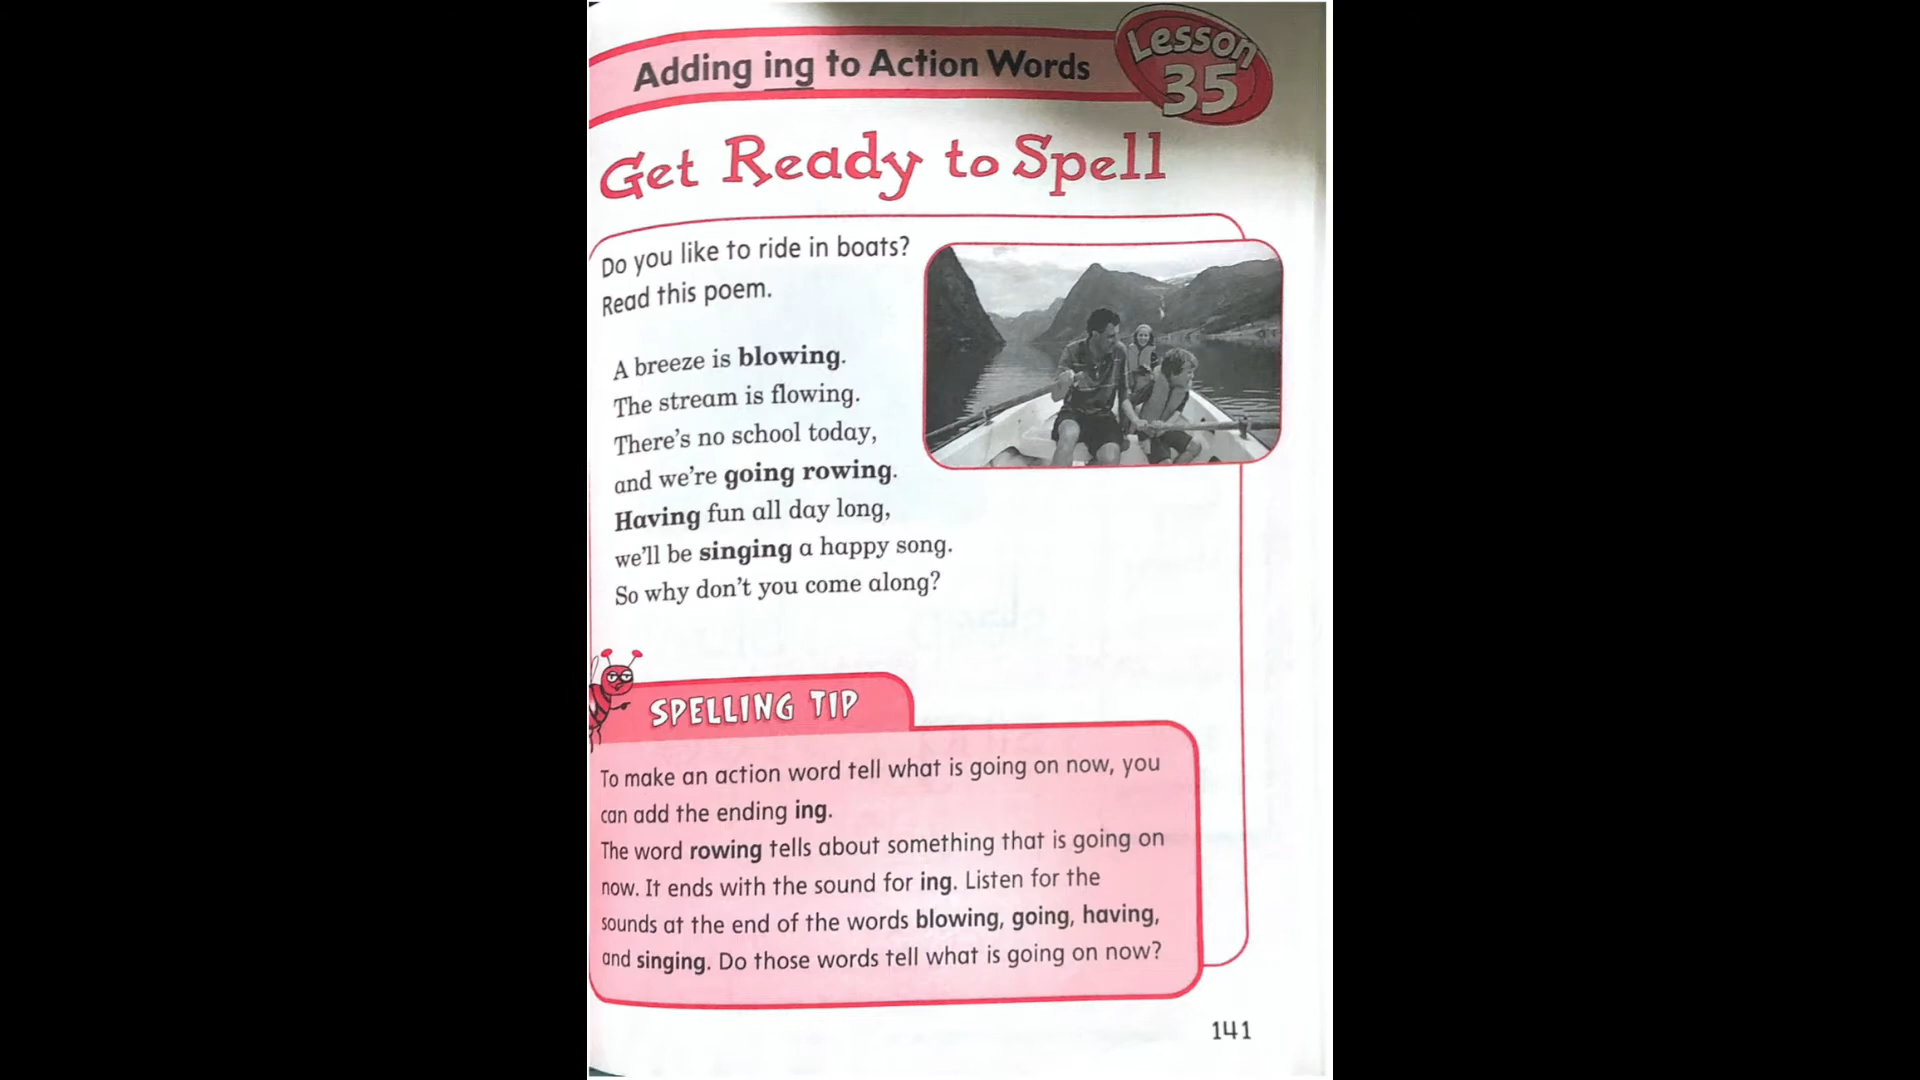 Adding ing to Action Words
Lesson
35
Get Ready to Spell
Do you like to ride in boats?
Read this poem.
A breeze is blowing.
The stream is flowing.
There's no school today,
and we're going rowing.
Having fun all day long,
we'll be singing a happy song.
So why don't you come along?
SPELLING TIP
To make an action word tell what is going on now, you
can add the ending ing.
The word rowing tells about something that is going on
now. It ends with the sound for ing. Listen for the
sounds at the end of the words blowing, going, having,
and singing. Do those words tell what is going on now?
141